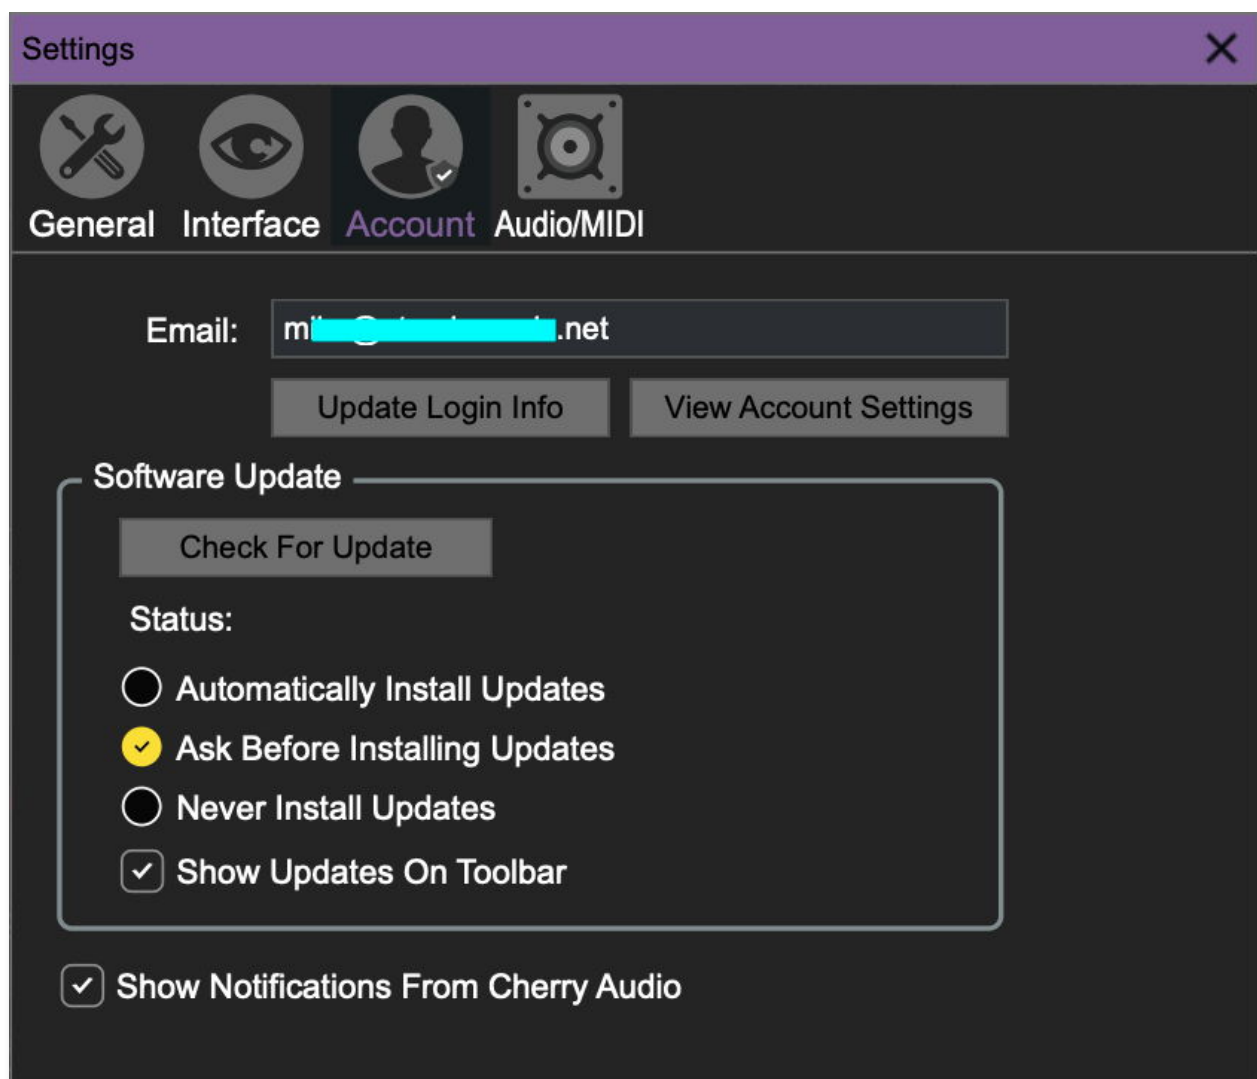 Settings
General Interface Account Audio/MIDI
Email: .net
Update Login Info View Account Settings
Software Update
Check For Update
Status:
Automatically Install Updates
Ask Before Installing Updates
Never Install Updates
Show Updates On Toolbar
Show Notifications From Cherry Audio